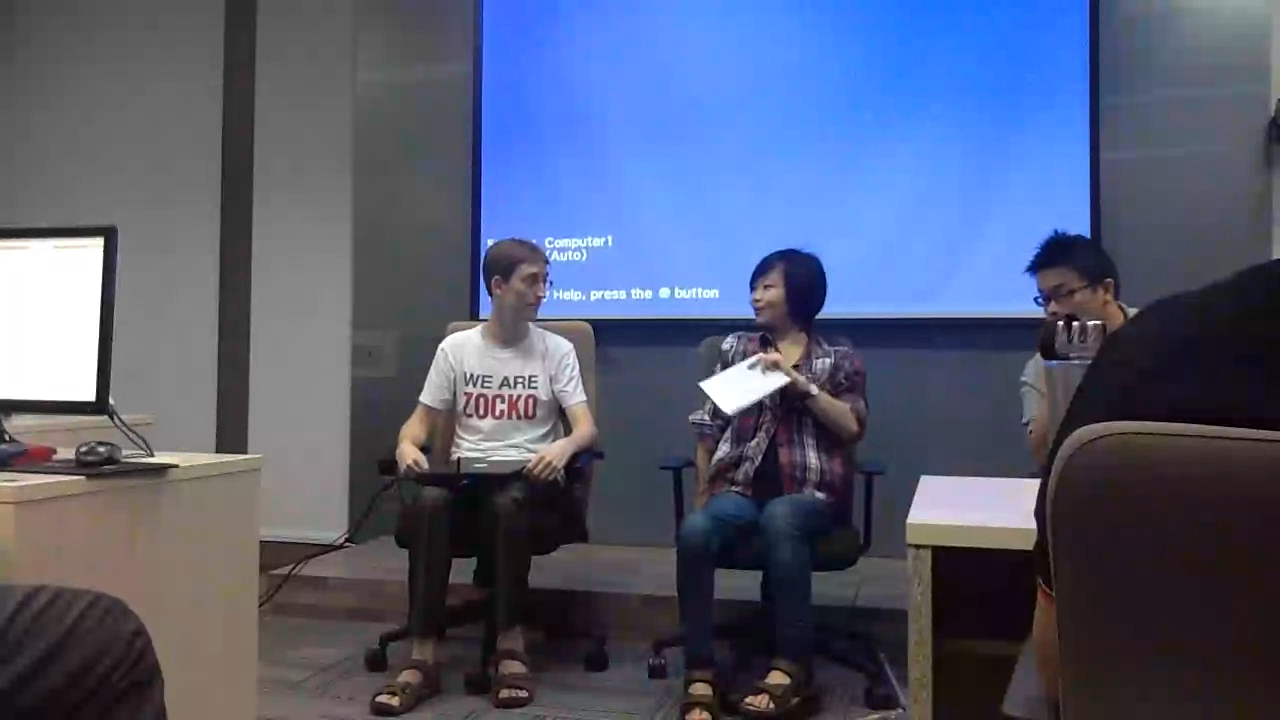 Computer1
(Auto)
Help, press the button
WE ARE
ZOCKO